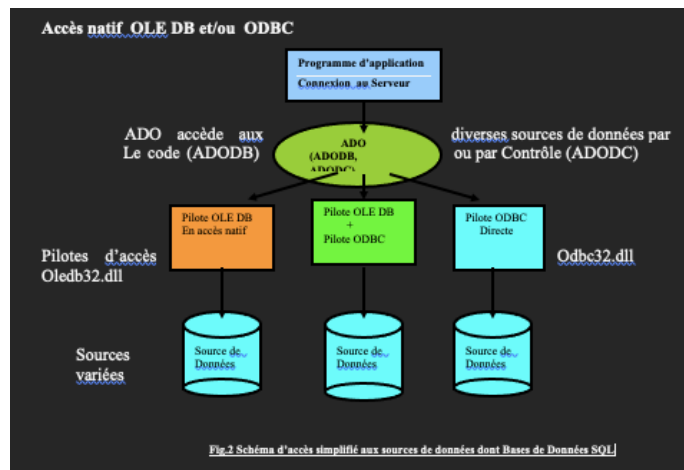 Accès natif OLE DB et/ou ODBC
Programme d'application
Connexion au Serveur
ADO accède aux
Le code (ADODB)
ADO
(ADODB,
ADODC)
diverses sources de données par
ou par Contrôle (ADODC)
Pilote OLE DB
En accès natif
Pilote OLE DB
+
Pilote ODBC
Pilote ODBC
Directe
Pilotes d'accès
Oledb32.dll
Odbc32.dll
Sources
variées
Source de
Données
Source de
Données
Source de
Données
Fig.2 Schéma d'accès simplifié aux sources de données dont Bases de Données SQL